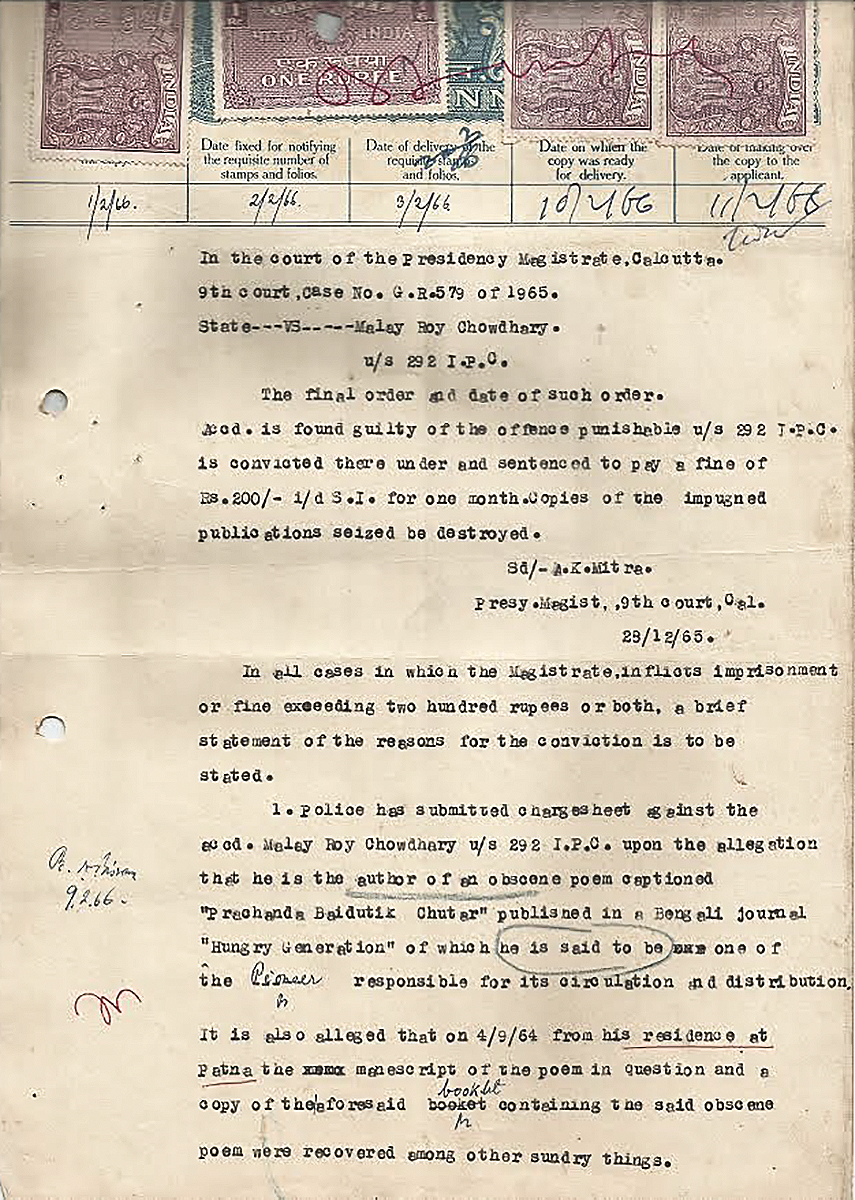 INDIA
भारत INDIA
एक रुपया
ONE RUPEE
INDIA
INDIA
Date fixed for notifying the requisite number of stamps and folios.
Date of delivery of the requisite stamps and folios.
Date on which the copy was ready for delivery.
Date of making over the copy to the applicant.
1/2/66. 2/2/66. 3/2/66 10/2/66 11/2/66
In the court of the Presidency Magistrate,Calcutta.
9th court,Case No. G.R.579 of 1965.
State---VS-----Malay Roy Chowdhary.
u/s 292 I.P.C.
The final order and date of such order.
Accd. is found guilty of the offence punishable u/s 292 I.P.C.
is convicted there under and sentenced to pay a fine of
Rs.200/- i/d S.I. for one month.Copies of the impugned
publications seized be destroyed.
Sd/- A.K.Mitra.
Presy.Magist,,9th court,Cal.
28/12/65.
In all cases in which the Magistrate,inflicts imprisonment
or fine exceeding two hundred rupees or both, a brief
statement of the reasons for the conviction is to be
stated.
1. Police has submitted chargesheet against the
accd. Malay Roy Chowdhary u/s 292 I.P.C. upon the allegation
that he is the author of an obscene poem captioned
"Prachanda Baidutik Chutar" published in a Bengali journal
"Hungry Generation" of which he is said to be one of
the Pioneer responsible for its circulation and distribution.
9.2.66.
It is also alleged that on 4/9/64 from his residence at
Patna the manescript of the poem in question and a
booklet
copy of the aforesaid booket containing the said obscene
poem were recovered among other sundry things.